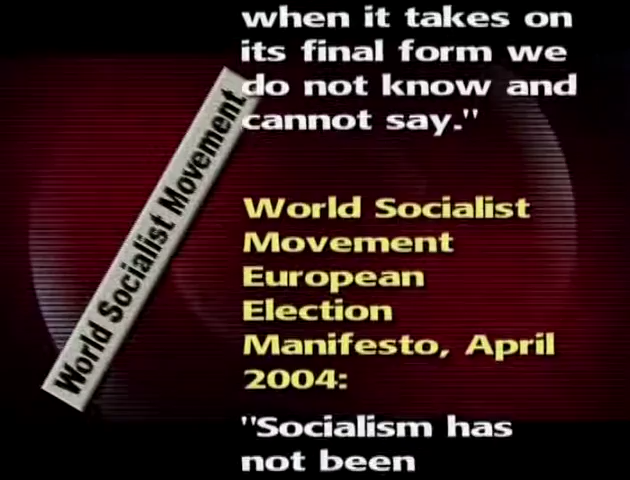 when it takes on
its final form we
do not know and
cannot say."
World Socialist Movement
World Socialist
Movement
European
Election
Manifesto, April
2004:
"Socialism has
not been